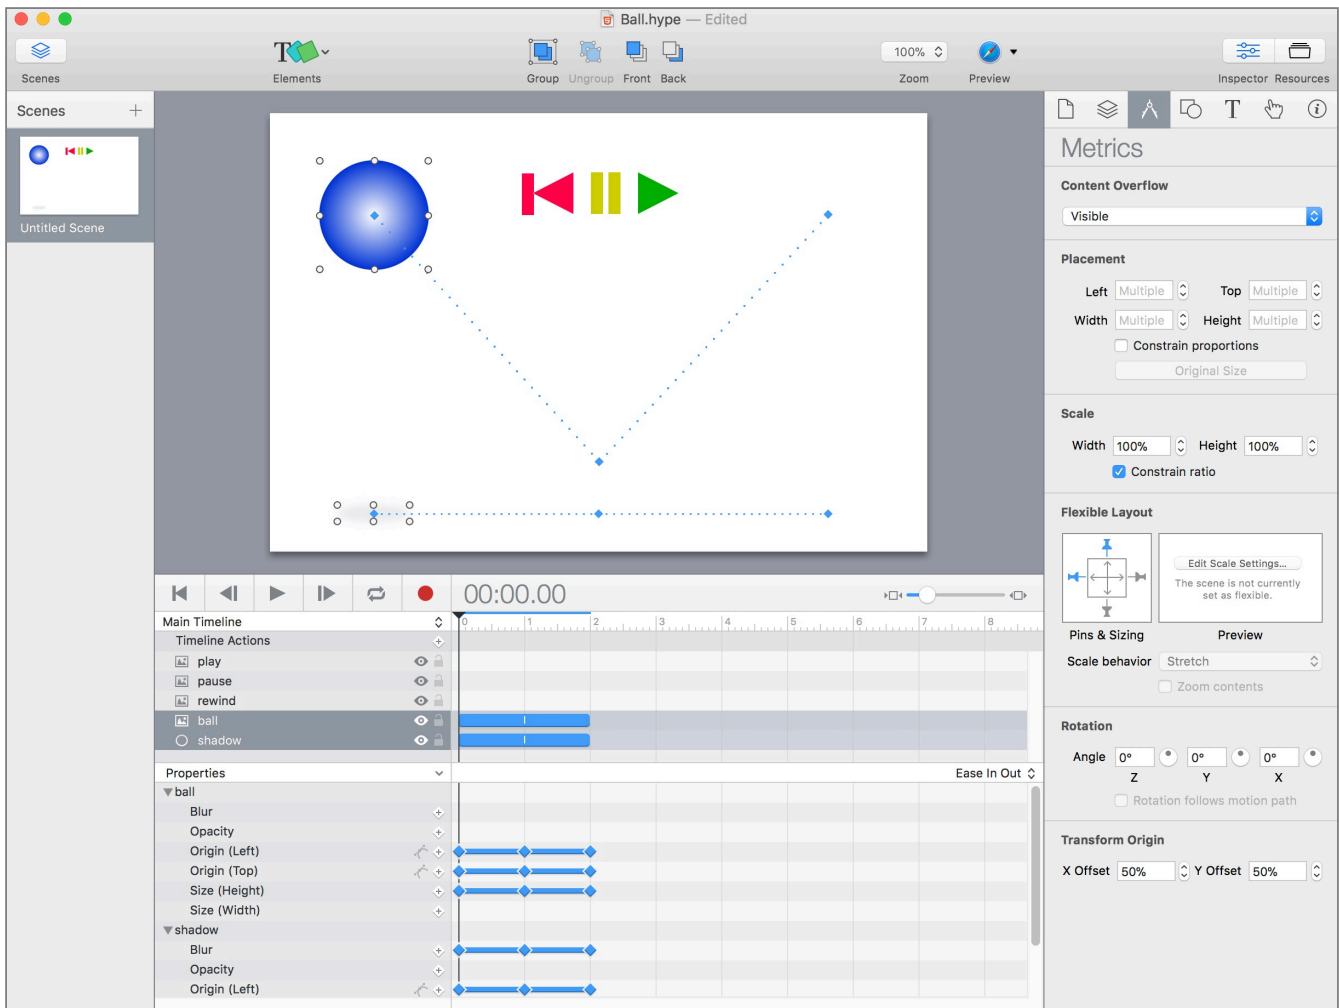 Ball.hype — Edited
Scenes
T
Elements
Group Ungroup Front Back
100%
Zoom
Preview
Inspector Resources
Scenes
Untitled Scene
T
Metrics
Content Overflow
Visible
Placement
Left Multiple Top Multiple
Width Multiple Height Multiple
Constrain proportions
Original Size
Scale
Width 100% Height 100%
Constrain ratio
Flexible Layout
Edit Scale Settings...
The scene is not currently
set as flexible.
Pins & Sizing Preview
Scale behavior Stretch
Zoom contents
Rotation
Angle 0° 0° 0°
Z Y X
Rotation follows motion path
Transform Origin
X Offset 50% Y Offset 50%
00:00.00
Main Timeline 0 1 2 3 4 5 6 7 8
Timeline Actions
play
pause
rewind
ball
shadow
Properties Ease In Out
ball
Blur
Opacity
Origin (Left)
Origin (Top)
Size (Height)
Size (Width)
shadow
Blur
Opacity
Origin (Left)